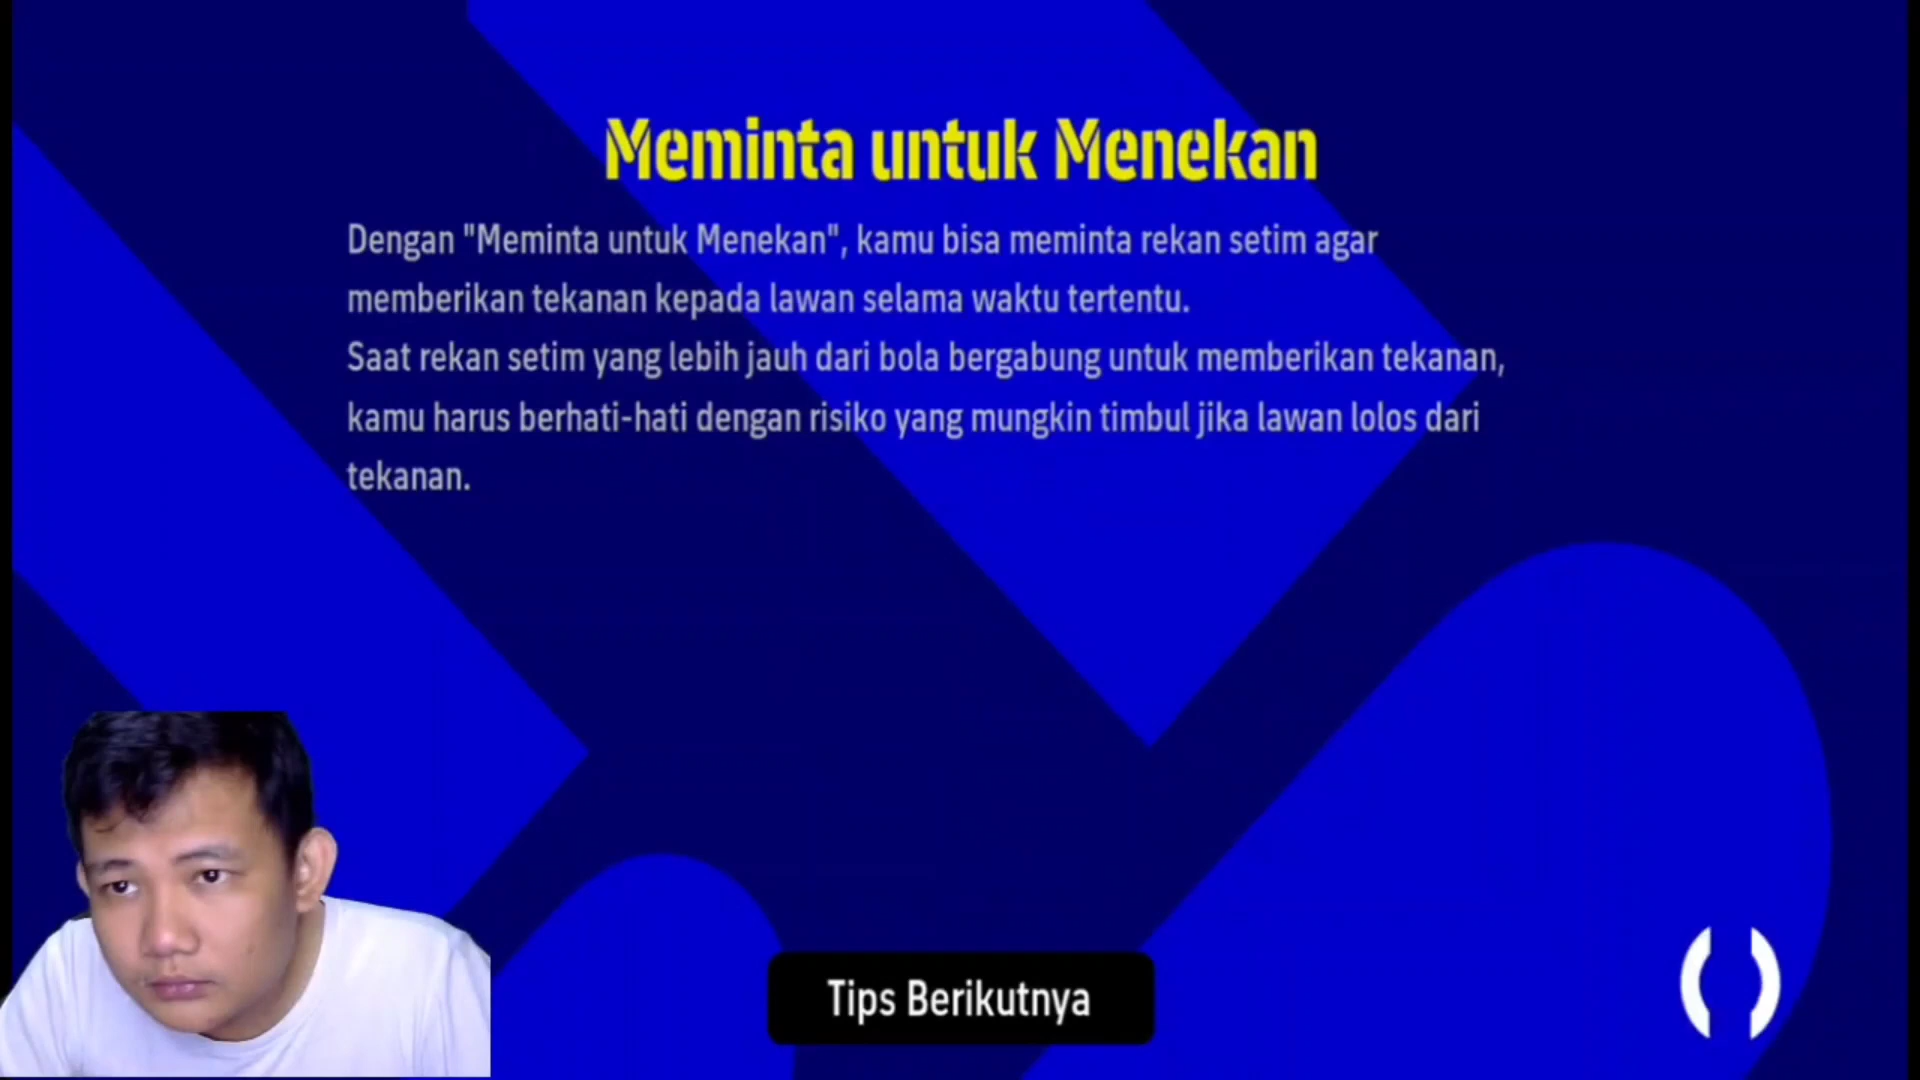 Meminta untuk Menekan
Dengan "Meminta untuk Menekan", kamu bisa meminta rekan setim agar
memberikan tekanan kepada lawan selama waktu tertentu.
Saat rekan setim yang lebih jauh dari bola bergabung untuk memberikan tekanan,
kamu harus berhati-hati dengan risiko yang mungkin timbul jika lawan lolos dari
tekanan.
Tips Berikutnya